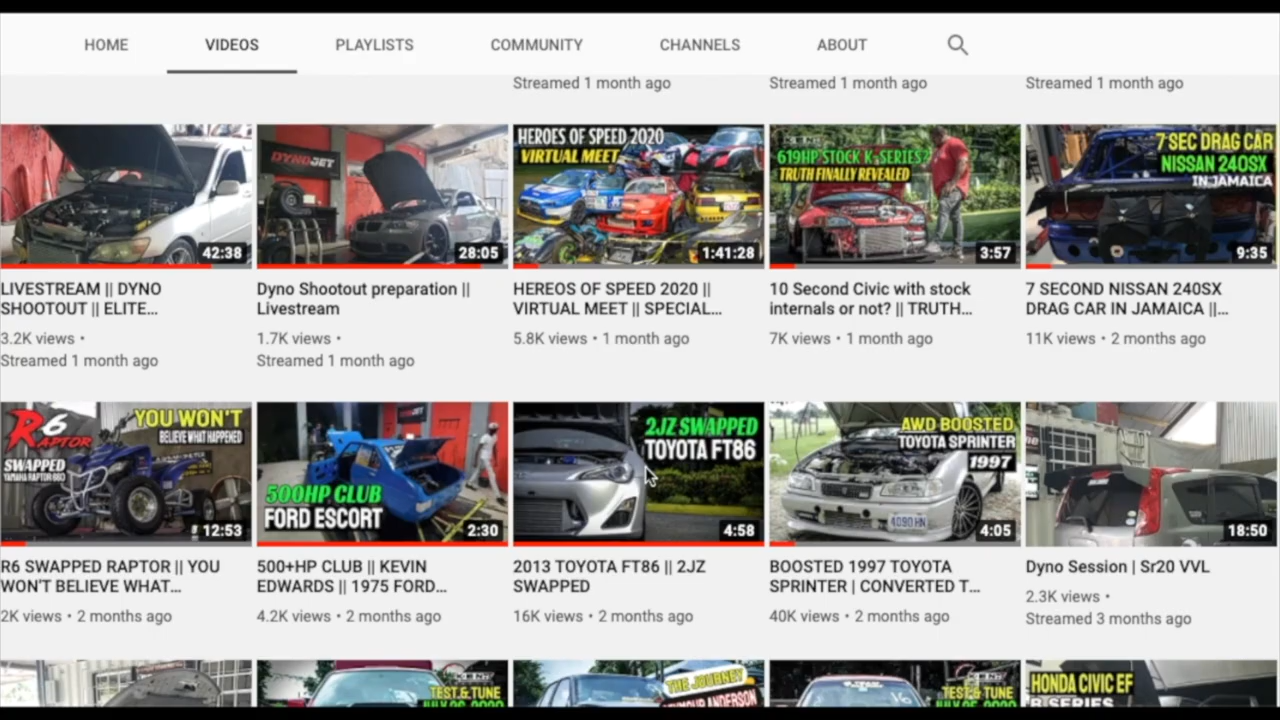 HOME
VIDEOS
PLAYLISTS
COMMUNITY
CHANNELS
ABOUT
Streamed 1 month ago
Streamed 1 month ago
Streamed 1 month ago
DYNOJET
HEROES OF SPEED 2020
VIRTUAL MEET
619HP STOCK K-SERIES?
TRUTH FINALLY REVEALED
7 SEC DRAG CAR
NISSAN 240SX
IN JAMAICA
42:38
28:05
1:41:28
3:57
9:35
LIVESTREAM || DYNO
SHOOTOUT || ELITE...
3.2K views •
Streamed 1 month ago
Dyno Shootout preparation ||
Livestream
1.7K views •
Streamed 1 month ago
HEREOS OF SPEED 2020 ||
VIRTUAL MEET || SPECIAL...
5.8K views • 1 month ago
10 Second Civic with stock
internals or not? || TRUTH...
7K views • 1 month ago
7 SECOND NISSAN 240SX
DRAG CAR IN JAMAICA ||...
11K views • 2 months ago
R6
RAPTOR
SWAPPED
YAMAHA RAPTOR 660
YOU WON'T
BELIEVE WHAT HAPPENED
12:53
500HP CLUB
FORD ESCORT
2:30
2JZ SWAPPED
TOYOTA FT86
4:58
AWD BOOSTED
TOYOTA SPRINTER
1997
4090 HN
4:05
18:50
R6 SWAPPED RAPTOR || YOU
WON'T BELIEVE WHAT...
2K views • 2 months ago
500+HP CLUB || KEVIN
EDWARDS || 1975 FORD...
4.2K views • 2 months ago
2013 TOYOTA FT86 || 2JZ
SWAPPED
16K views • 2 months ago
BOOSTED 1997 TOYOTA
SPRINTER | CONVERTED T...
40K views • 2 months ago
Dyno Session | Sr20 VVL
2.3K views •
Streamed 3 months ago
TEST & TUNE
THE JOURNEY
SEYMOUR ANDERSON
16
TEST & TUNE
HONDA CIVIC EF
B SERIES